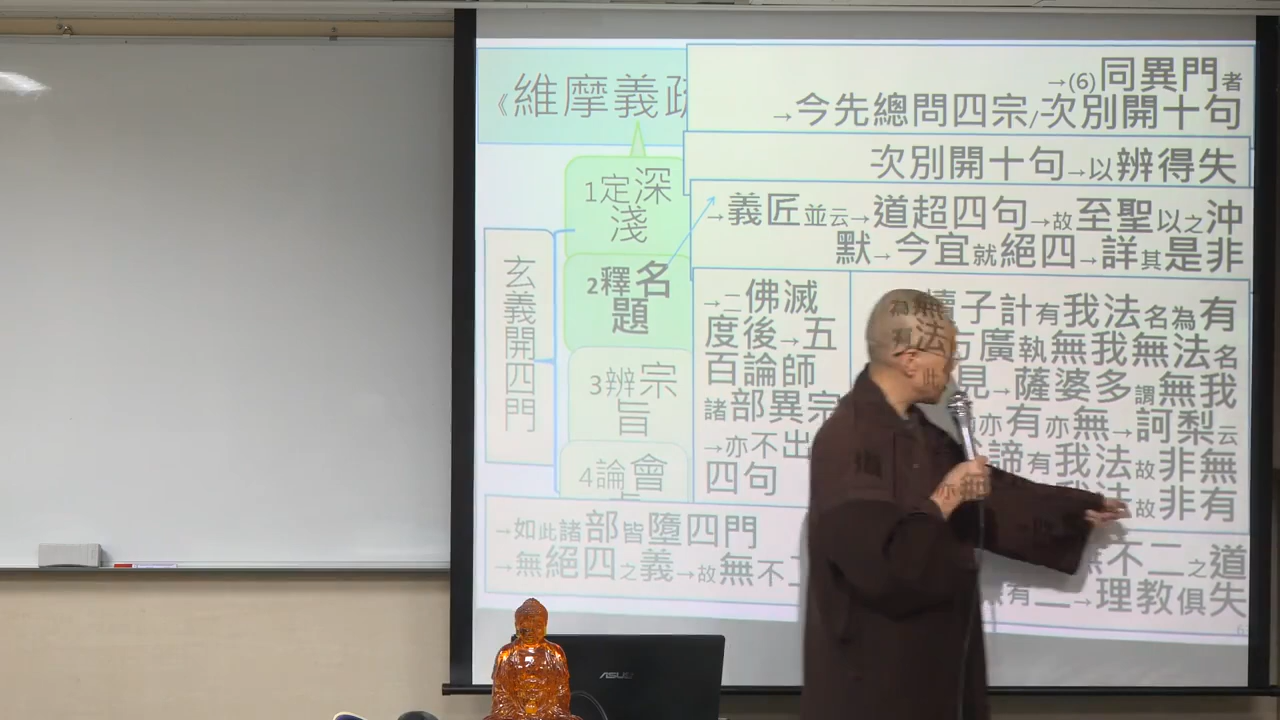 《維摩義疏
→(6)同異門者
→今先總問四宗/次別開十句
次別開十句→以辨得失
→義匠並云→道超四句→故至聖以之沖
默→今宜就絕四→詳其是非
玄義開四門
1定深
淺
2釋名
題
3辨宗
旨
4論會
→二佛滅
度後→五
百論師
諸部異宗
→亦不出
四句
犢子計有我法名為有
方廣執無我無法名
見→薩婆多謂無我
亦有亦無→訶梨云
諦有我法故非無
我法故非有
→如此諸部皆墮四門
→無絕四之義→故無不二
無不二之道
無有二→理教俱失
ASUS